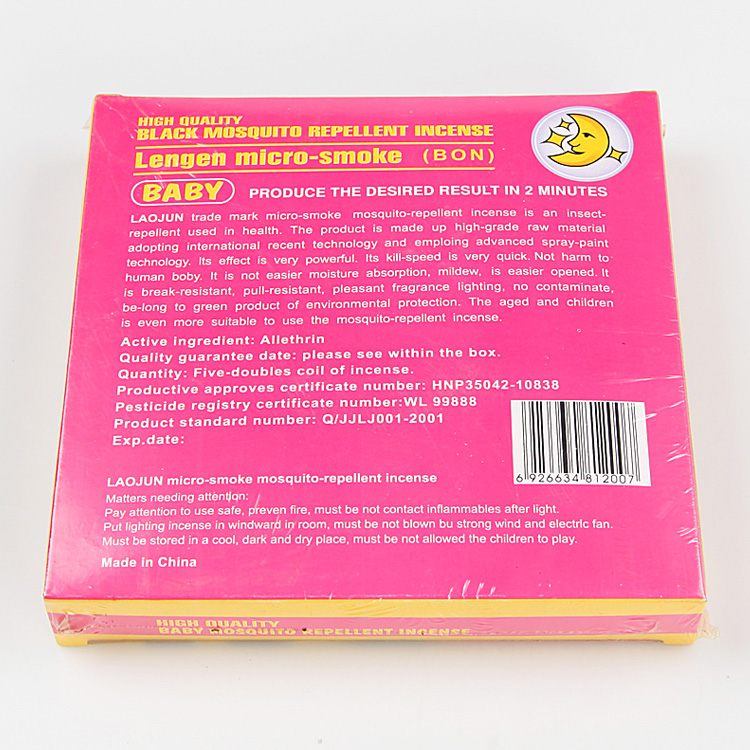 HIGH QUALITY
BLACK MOSQUITO REPELLENT INCENSE
Lengen micro-smoke (BON)
BABY PRODUCE THE DESIRED RESULT IN 2 MINUTES
LAOJUN trade mark micro-smoke mosquito-repellent incense is an insect-
repellent used in health. The product is made up high-grade raw material
adopting international recent technology and emploing advanced spray-paint
technology. Its effect is very powerful. Its kill-speed is very quick. Not harm to
human boby. It is not easier moisture absorption, mildew, is easier opened. It
is break-resistant, pull-resistant, pleasant fragrance lighting, no contaminate,
be-long to green product of environmental protection. The aged and children
is even more suitable to use the mosquito-repellent incense.
Active ingredient: Allethrin
Quality guarantee date: please see within the box.
Quantity: Five-doubles coil of incense.
Productive approves certificate number: HNP35042-10838
Pesticide registry certificate number:WL 99888
Product standard number: Q/JJLJ001-2001
Exp.date:
6 926634 812007
LAOJUN micro-smoke mosquito-repellent incense
Matters needing attention:
Pay attention to use safe, preven fire, must be not contact inflammables after light.
Put lighting incense in windward in room, must be not blown bu strong wind and electric fan.
Must be stored in a cool, dark and dry place, must be not allowed the children to play.
Made in China
HIGH QUALITY
BABY MOSQUITO REPELLENT INCENSE